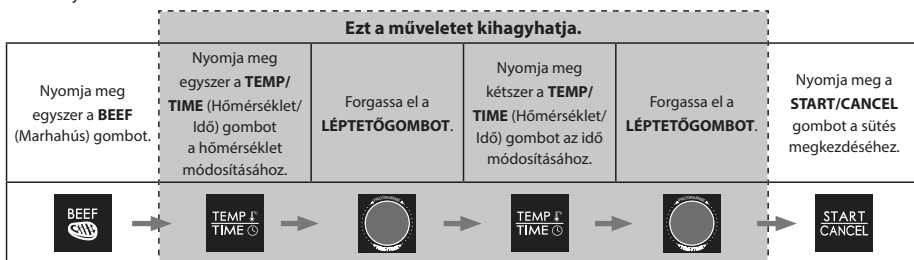 Ezt a műveletet kihagyhatja.
Nyomja meg
egyszer a BEEF
(Marhahús) gombot.
Nyomja meg
egyszer a TEMP/
TIME (Hőmérséklet/
Idő) gombot
a hőmérséklet
módosításához.
Forgassa el a
LÉPTETŐGOMBOT.
Nyomja meg
kétszer a TEMP/
TIME (Hőmérséklet/
Idő) gombot az idő
módosításához.
Forgassa el a
LÉPTETŐGOMBOT.
Nyomja meg a
START/CANCEL
gombot a sütés
megkezdéséhez.
BEEF
TEMP
TIME
PROGRAMME
TEMP
TIME
PROGRAMME
START
CANCEL